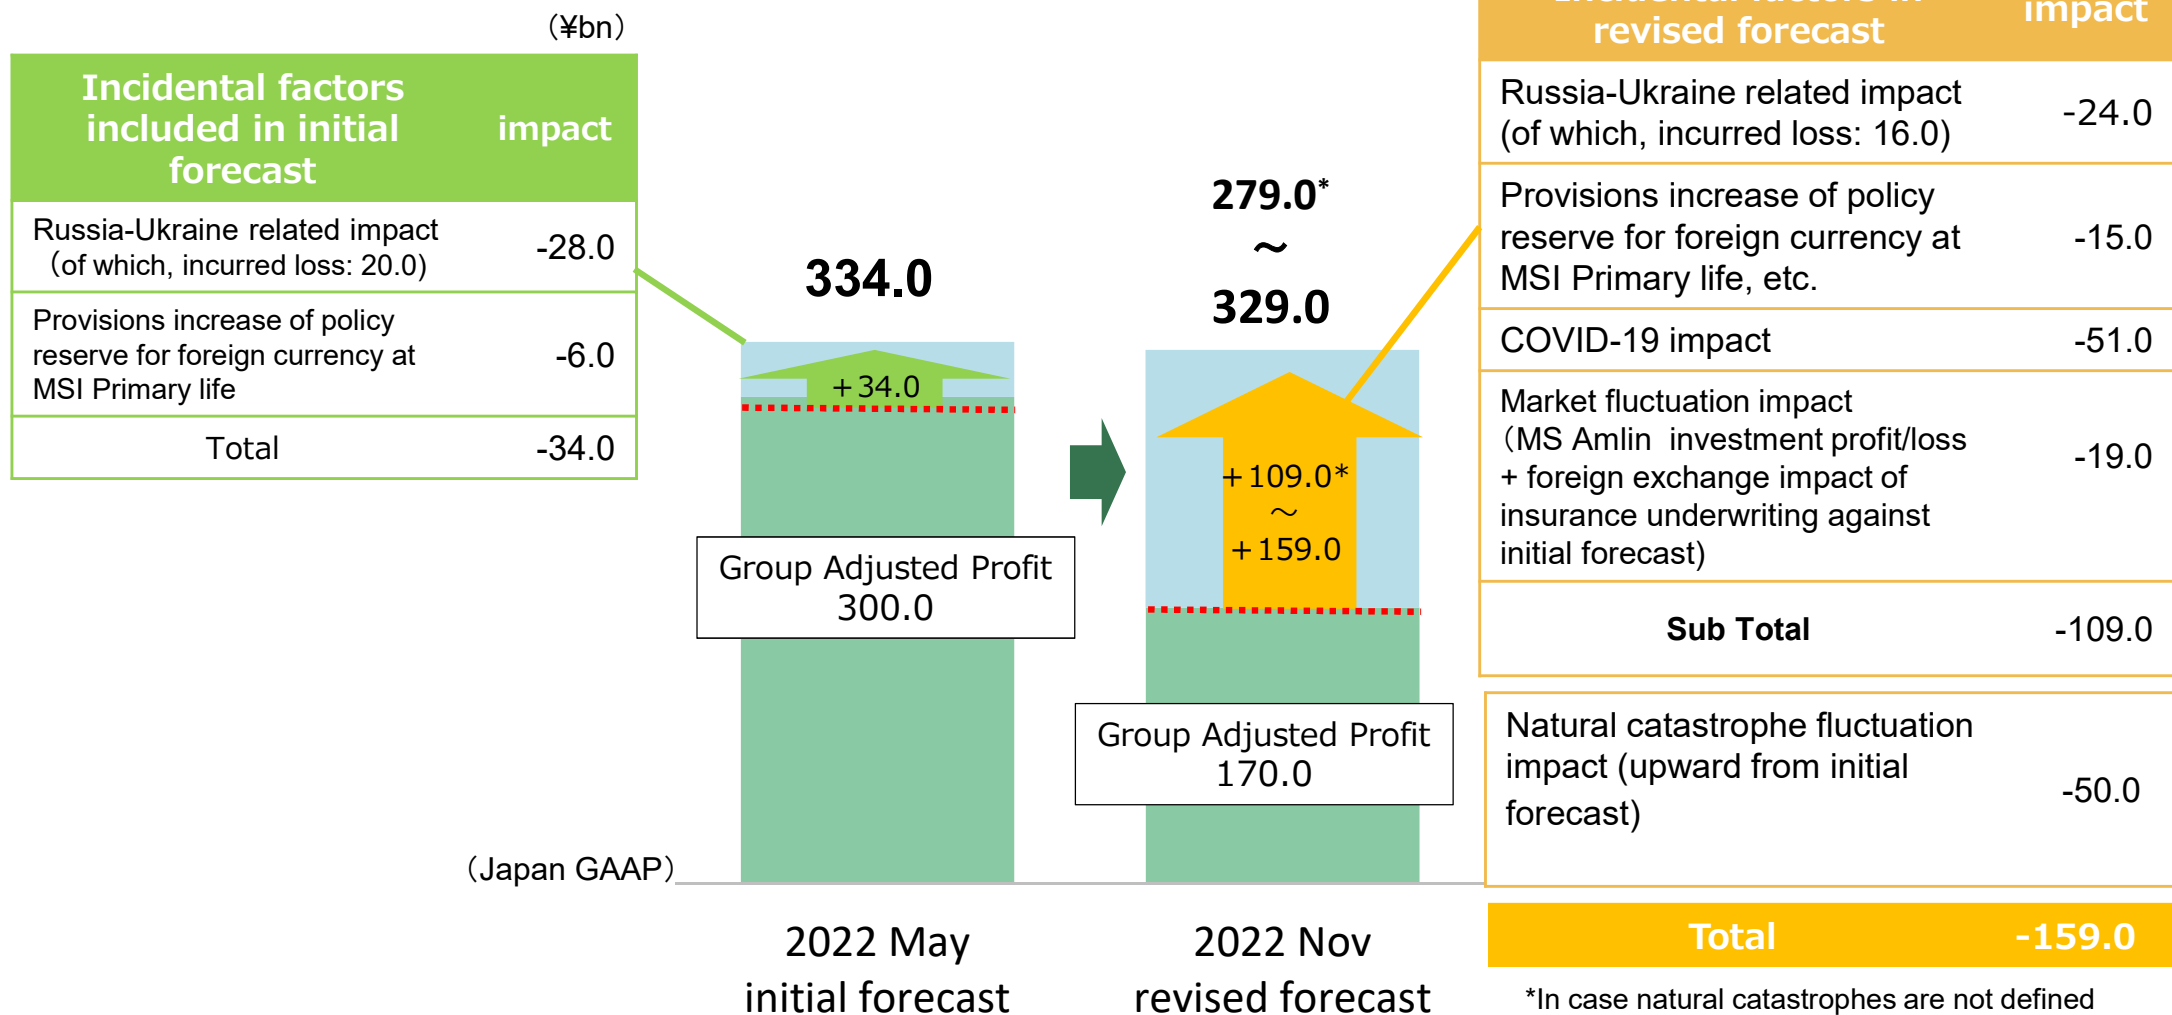 （¥bn）
Incidental factors
included in initial
forecast
impact
Russia-Ukraine related impact
（of which, incurred loss: 20.0)
-28.0
Provisions increase of policy
reserve for foreign currency at
MSI Primary life
-6.0
Total
-34.0
334.0
+34.0
Group Adjusted Profit
300.0
279.0*
～
329.0
+109.0*
～
+159.0
Group Adjusted Profit
170.0
（Japan GAAP）
2022 May
initial forecast
2022 Nov
revised forecast
Incidental factors in
revised forecast
impact
Russia-Ukraine related impact
(of which, incurred loss: 16.0)
-24.0
Provisions increase of policy
reserve for foreign currency at
MSI Primary life, etc.
-15.0
COVID-19 impact
-51.0
Market fluctuation impact
（MS Amlin investment profit/loss
+ foreign exchange impact of
insurance underwriting against
initial forecast)
-19.0
Sub Total
-109.0
Natural catastrophe fluctuation
impact (upward from initial
forecast)
-50.0
Total
-159.0
*In case natural catastrophes are not defined